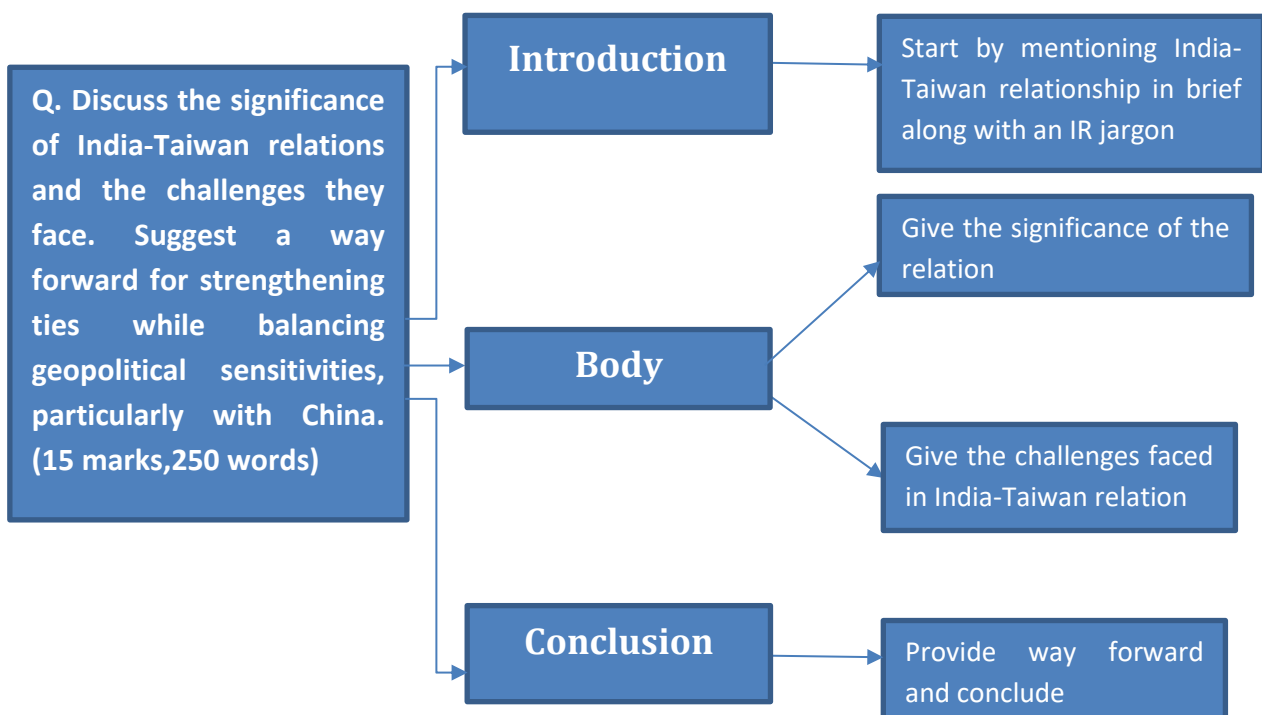 Q. Discuss the significance
of India-Taiwan relations
and the challenges they
face. Suggest a way
forward for strengthening
ties while balancing
geopolitical sensitivities,
particularly with China.
(15 marks,250 words)
Introduction
Start by mentioning India-
Taiwan relationship in brief
along with an IR jargon
Body
Give the significance of the
relation
Give the challenges faced
in India-Taiwan relation
Conclusion
Provide way forward
and conclude